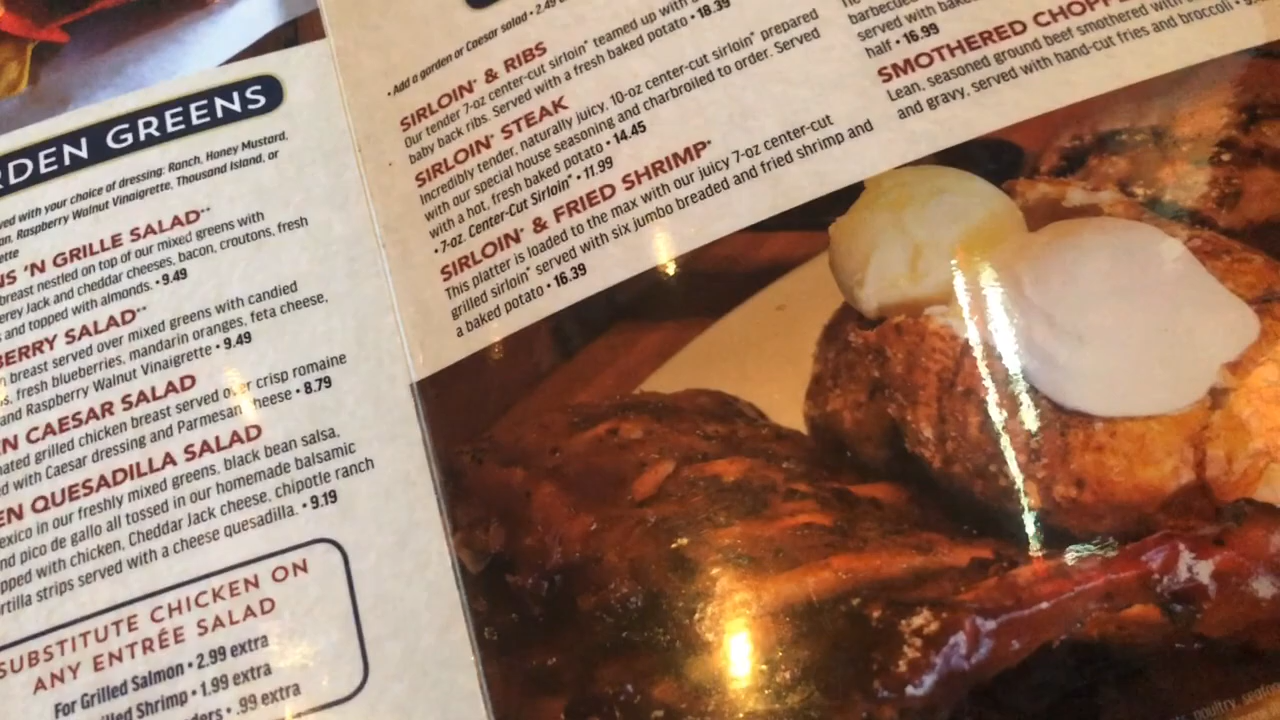 RDEN GREENS
ved with your choice of dressing: Ranch, Honey Mustard,
an, Raspberry Walnut Vinaigrette, Thousand Island, or
ette
NS 'N GRILLE SALAD**
breast nestled on top of our mixed greens with
erey Jack and cheddar cheeses, bacon, croutons, fresh
s and topped with almonds. • 9.49
BERRY SALAD**
n breast served over mixed greens with candied
s, fresh blueberries, mandarin oranges, feta cheese,
and Raspberry Walnut Vinaigrette • 9.49
EN CAESAR SALAD
nated grilled chicken breast served over crisp romaine
d with Caesar dressing and Parmesan cheese • 8.79
EN QUESADILLA SALAD
exico in our freshly mixed greens, black bean salsa,
nd pico de gallo all tossed in our homemade balsamic
pped with chicken, Cheddar Jack cheese, chipotle ranch
rtilla strips served with a cheese quesadilla. • 9.19
SUBSTITUTE CHICKEN ON
ANY ENTRÉE SALAD
For Grilled Salmon • 2.99 extra
lled Shrimp • 1.99 extra
ders • .99 extra
• Add a garden or Caesar salad • 2.49
SIRLOIN* & RIBS
Our tender 7-oz center-cut sirloin* teamed up with
baby back ribs. Served with a fresh baked potato • 18.39
SIRLOIN* STEAK
Incredibly tender, naturally juicy, 10-oz center-cut sirloin* prepared
with our special house seasoning and charbroiled to order. Served
with a hot, fresh baked potato • 14.45
• 7-oz. Center-Cut Sirloin* • 11.99
SIRLOIN* & FRIED SHRIMP*
This platter is loaded to the max with our juicy 7-oz center-cut
grilled sirloin* served with six jumbo breaded and fried shrimp and
a baked potato • 16.39
barbecued
served with bake
half • 16.99
SMOTHERED CHOPPE
Lean, seasoned ground beef smothered with
and gravy, served with hand-cut fries and broccoli •
poultry, seafoo